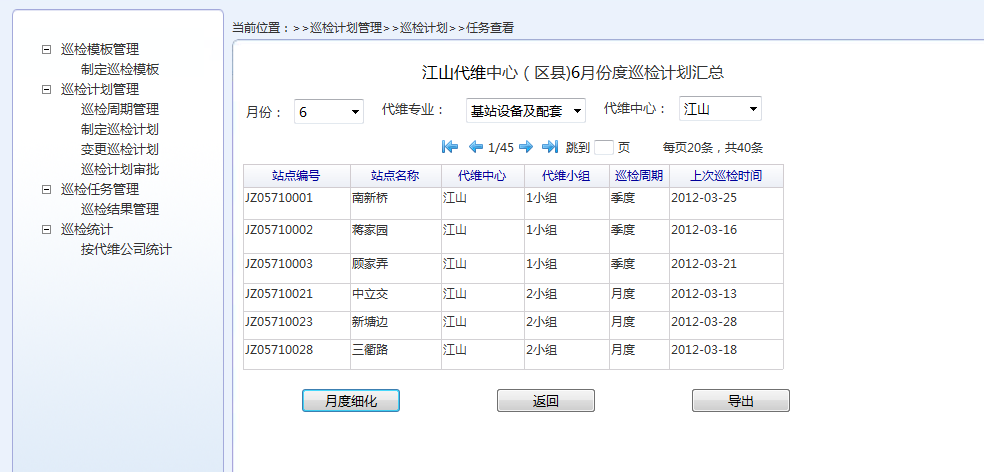 当前位置：>>巡检计划管理>>巡检计划>>任务查看
巡检模板管理
制定巡检模板
巡检计划管理
巡检周期管理
制定巡检计划
变更巡检计划
巡检计划审批
巡检任务管理
巡检结果管理
巡检统计
按代维公司统计
江山代维中心（区县)6月份度巡检计划汇总
月份： 6 代维专业： 基站设备及配套 代维中心： 江山
1/45 跳到 页 每页20条，共40条
站点编号 站点名称 代维中心 代维小组 巡检周期 上次巡检时间
JZ05710001 南新桥 江山 1小组 季度 2012-03-25
JZ05710002 蒋家园 江山 1小组 季度 2012-03-16
JZ05710003 顾家弄 江山 1小组 季度 2012-03-21
JZ05710021 中立交 江山 2小组 月度 2012-03-13
JZ05710023 新塘边 江山 2小组 月度 2012-03-28
JZ05710028 三衢路 江山 2小组 月度 2012-03-18
月度细化 返回 导出